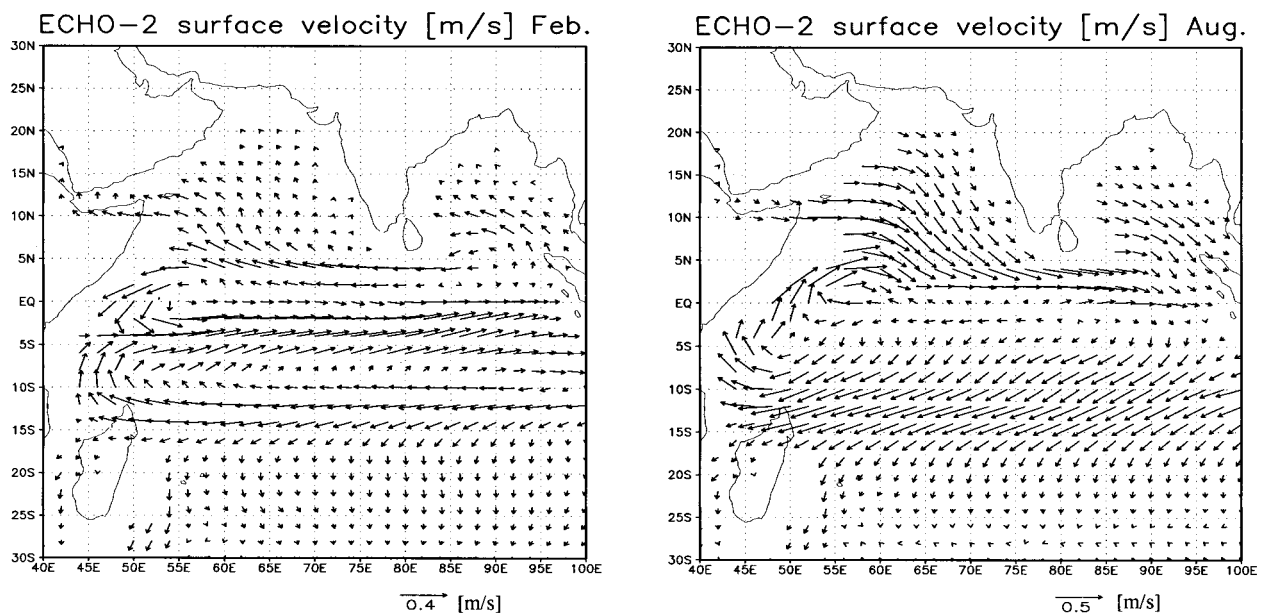 ECHO-2 surface velocity [m/s] Feb.
30N
25N
20N
15N
10N
5N
EQ
5S
10S
15S
20S
25S
30S
40E 45E 50E 55E 60E 65E 70E 75E 80E 85E 90E 95E 100E
0.4 [m/s]
ECHO-2 surface velocity [m/s] Aug.
30N
25N
20N
15N
10N
5N
EQ
5S
10S
15S
20S
25S
30S
40E 45E 50E 55E 60E 65E 70E 75E 80E 85E 90E 95E 100E
0.5 [m/s]